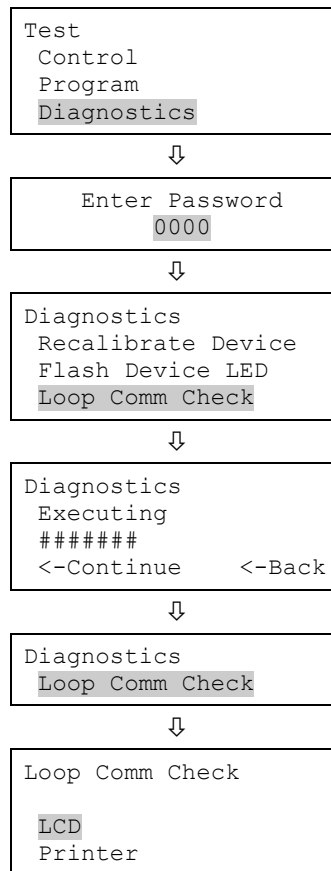 Test
Control
Program
Diagnostics
⇩
Enter Password
0000
⇩
Diagnostics
Recalibrate Device
Flash Device LED
Loop Comm Check
⇩
Diagnostics
Executing
#######
<-Continue <-Back
⇩
Diagnostics
Loop Comm Check
⇩
Loop Comm Check
LCD
Printer